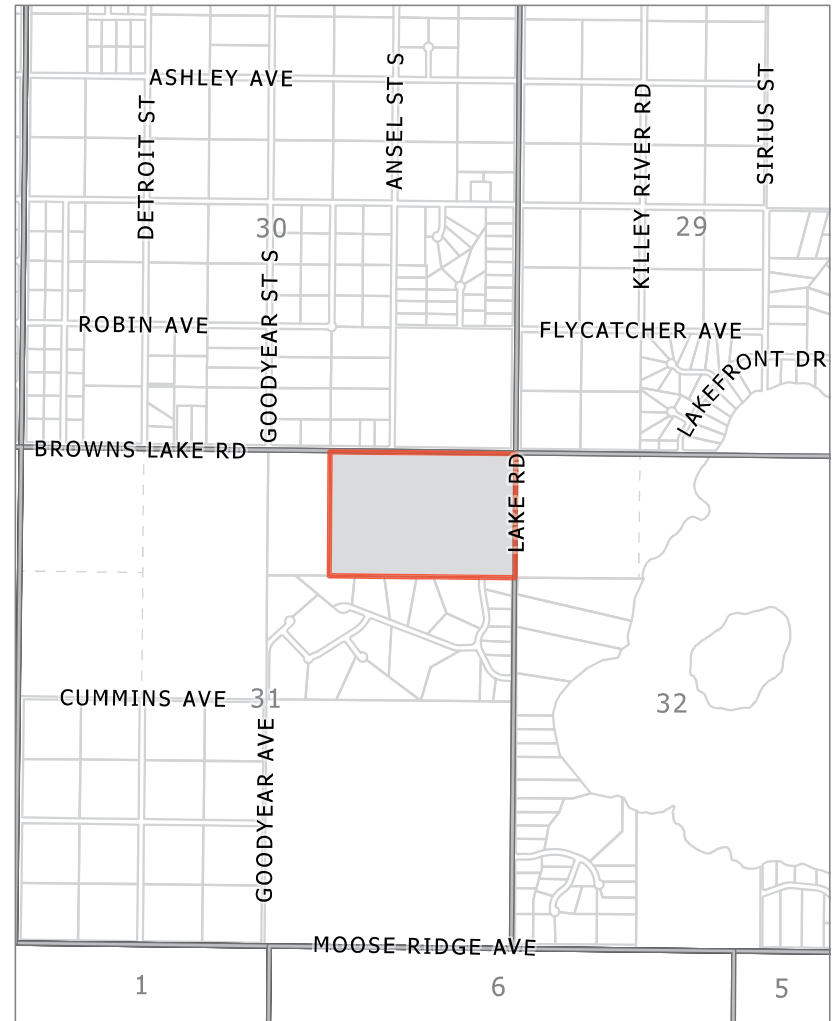 ASHLEY AVE
DETROIT ST
ANSEL ST S
KILLEY RIVER RD
SIRIUS ST
30
29
GOODYEAR ST S
ROBIN AVE
FLYCATCHER AVE
LAKEFRONT DR
BROWNS LAKE RD
LAKE RD
CUMMINS AVE
31
32
GOODYEAR AVE
MOOSE RIDGE AVE
1
6
5